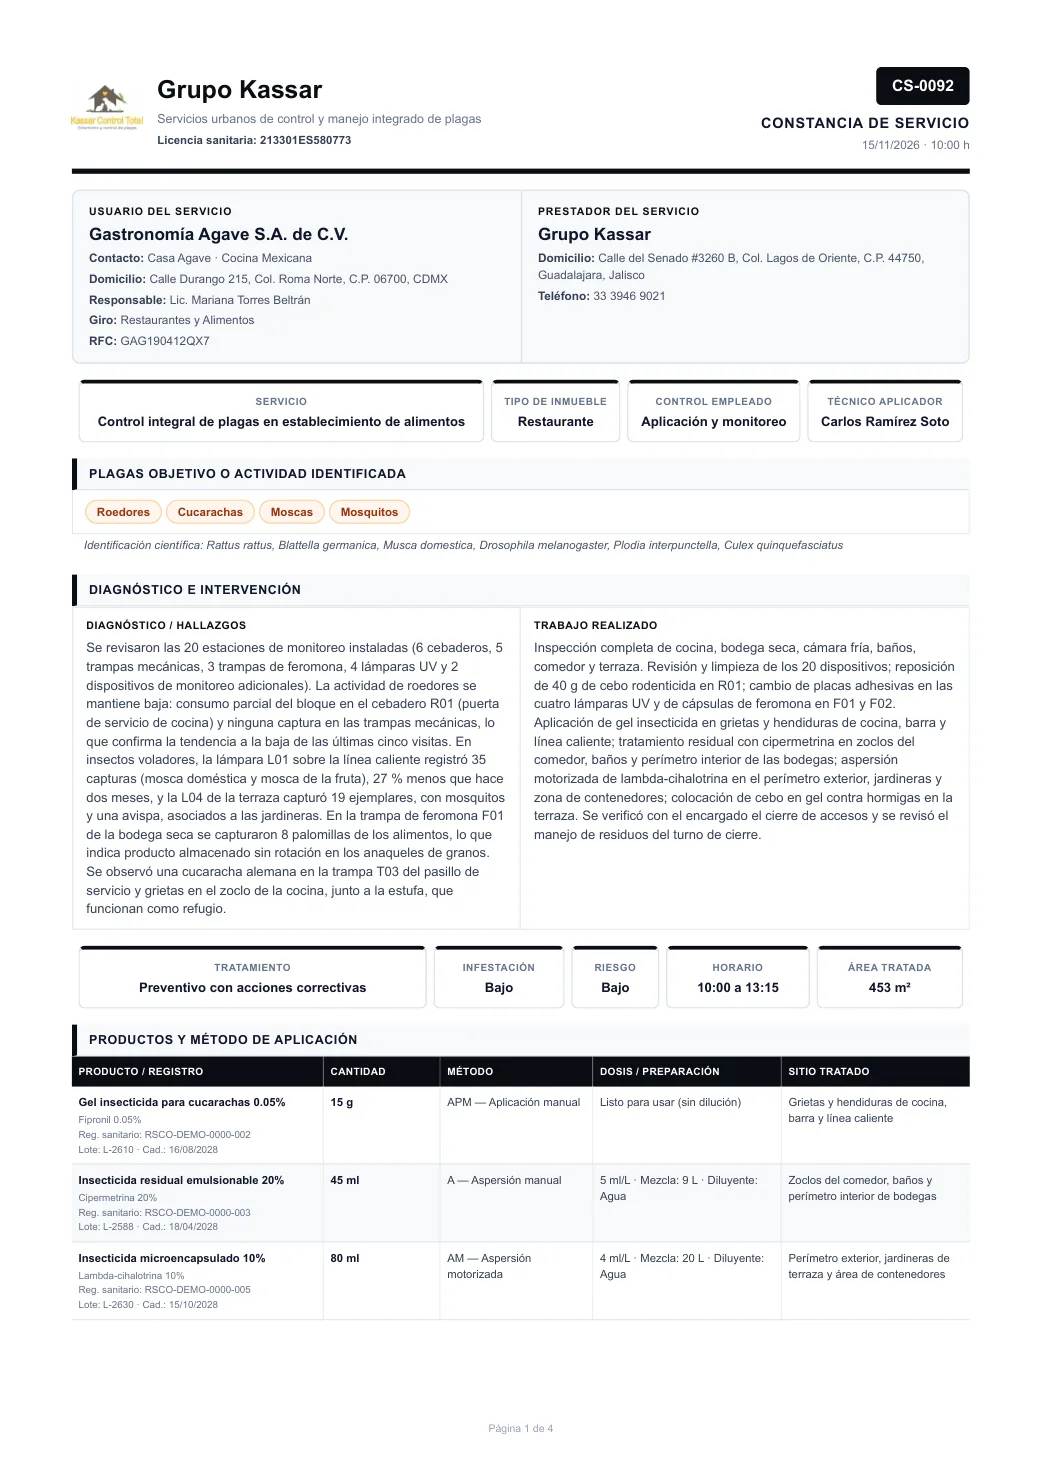 Kassar Control Total
Grupo Kassar
Servicios urbanos de control y manejo integrado de plagas
Licencia sanitaria: 213301ES580773
CS-0092
CONSTANCIA DE SERVICIO
15/11/2026 · 10:00 h
USUARIO DEL SERVICIO
Gastronomía Agave S.A. de C.V.
Contacto: Casa Agave · Cocina Mexicana
Domicilio: Calle Durango 215, Col. Roma Norte, C.P. 06700, CDMX
Responsable: Lic. Mariana Torres Beltrán
Giro: Restaurantes y Alimentos
RFC: GAG190412QX7
PRESTADOR DEL SERVICIO
Grupo Kassar
Domicilio: Calle del Senado #3260 B, Col. Lagos de Oriente, C.P. 44750,
Guadalajara, Jalisco
Teléfono: 33 3946 9021
SERVICIO
Control integral de plagas en establecimiento de alimentos
TIPO DE INMUEBLE
Restaurante
CONTROL EMPLEADO
Aplicación y monitoreo
TÉCNICO APLICADOR
Carlos Ramírez Soto
PLAGAS OBJETIVO O ACTIVIDAD IDENTIFICADA
Roedores Cucarachas Moscas Mosquitos
Identificación científica: Rattus rattus, Blattella germanica, Musca domestica, Drosophila melanogaster, Plodia interpunctella, Culex quinquefasciatus
DIAGNÓSTICO E INTERVENCIÓN
DIAGNÓSTICO / HALLAZGOS
Se revisaron las 20 estaciones de monitoreo instaladas (6 cebaderos, 5
trampas mecánicas, 3 trampas de feromona, 4 lámparas UV y 2
dispositivos de monitoreo adicionales). La actividad de roedores se
mantiene baja: consumo parcial del bloque en el cebadero R01 (puerta
de servicio de cocina) y ninguna captura en las trampas mecánicas, lo
que confirma la tendencia a la baja de las últimas cinco visitas. En
insectos voladores, la lámpara L01 sobre la línea caliente registró 35
capturas (mosca doméstica y mosca de la fruta), 27 % menos que hace
dos meses, y la L04 de la terraza capturó 19 ejemplares, con mosquitos
y una avispa, asociados a las jardineras. En la trampa de feromona F01
de la bodega seca se capturaron 8 palomillas de los alimentos, lo que
indica producto almacenado sin rotación en los anaqueles de granos.
Se observó una cucaracha alemana en la trampa T03 del pasillo de
servicio y grietas en el zoclo de la cocina, junto a la estufa, que
funcionan como refugio.
TRABAJO REALIZADO
Inspección completa de cocina, bodega seca, cámara fría, baños,
comedor y terraza. Revisión y limpieza de los 20 dispositivos; reposición
de 40 g de cebo rodenticida en R01; cambio de placas adhesivas en las
cuatro lámparas UV y de cápsulas de feromona en F01 y F02.
Aplicación de gel insecticida en grietas y hendiduras de cocina, barra y
línea caliente; tratamiento residual con cipermetrina en zoclos del
comedor, baños y perímetro interior de las bodegas; aspersión
motorizada de lambda-cihalotrina en el perímetro exterior, jardineras y
zona de contenedores; colocación de cebo en gel contra hormigas en la
terraza. Se verificó con el encargado el cierre de accesos y se revisó el
manejo de residuos del turno de cierre.
TRATAMIENTO
Preventivo con acciones correctivas
INFESTACIÓN
Bajo
RIESGO
Bajo
HORARIO
10:00 a 13:15
ÁREA TRATADA
453 m²
PRODUCTOS Y MÉTODO DE APLICACIÓN
PRODUCTO / REGISTRO CANTIDAD MÉTODO DOSIS / PREPARACIÓN SITIO TRATADO
Gel insecticida para cucarachas 0.05%
Fipronil 0.05%
Reg. sanitario: RSCO-DEMO-0000-002
Lote: L-2610 · Cad.: 16/08/2028
15 g
APM — Aplicación manual
Listo para usar (sin dilución)
Grietas y hendiduras de cocina,
barra y línea caliente
Insecticida residual emulsionable 20%
Cipermetrina 20%
Reg. sanitario: RSCO-DEMO-0000-003
Lote: L-2588 · Cad.: 18/04/2028
45 ml
A — Aspersión manual
5 ml/L · Mezcla: 9 L · Diluyente:
Agua
Zoclos del comedor, baños y
perímetro interior de bodegas
Insecticida microencapsulado 10%
Lambda-cihalotrina 10%
Reg. sanitario: RSCO-DEMO-0000-005
Lote: L-2630 · Cad.: 15/10/2028
80 ml
AM — Aspersión
motorizada
4 ml/L · Mezcla: 20 L · Diluyente:
Agua
Perímetro exterior, jardineras de
terraza y área de contenedores
Página 1 de 4